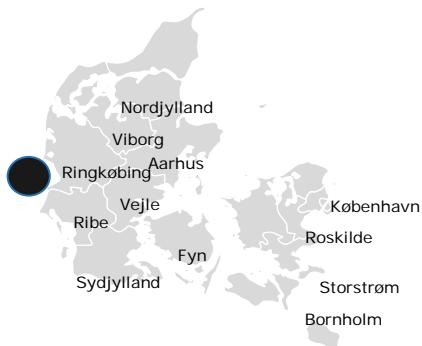 Nordjylland
Viborg
Aarhus
Ringkøbing
Vejle
København
Ribe
Roskilde
Fyn
Sydjylland
Storstrøm
Bornholm